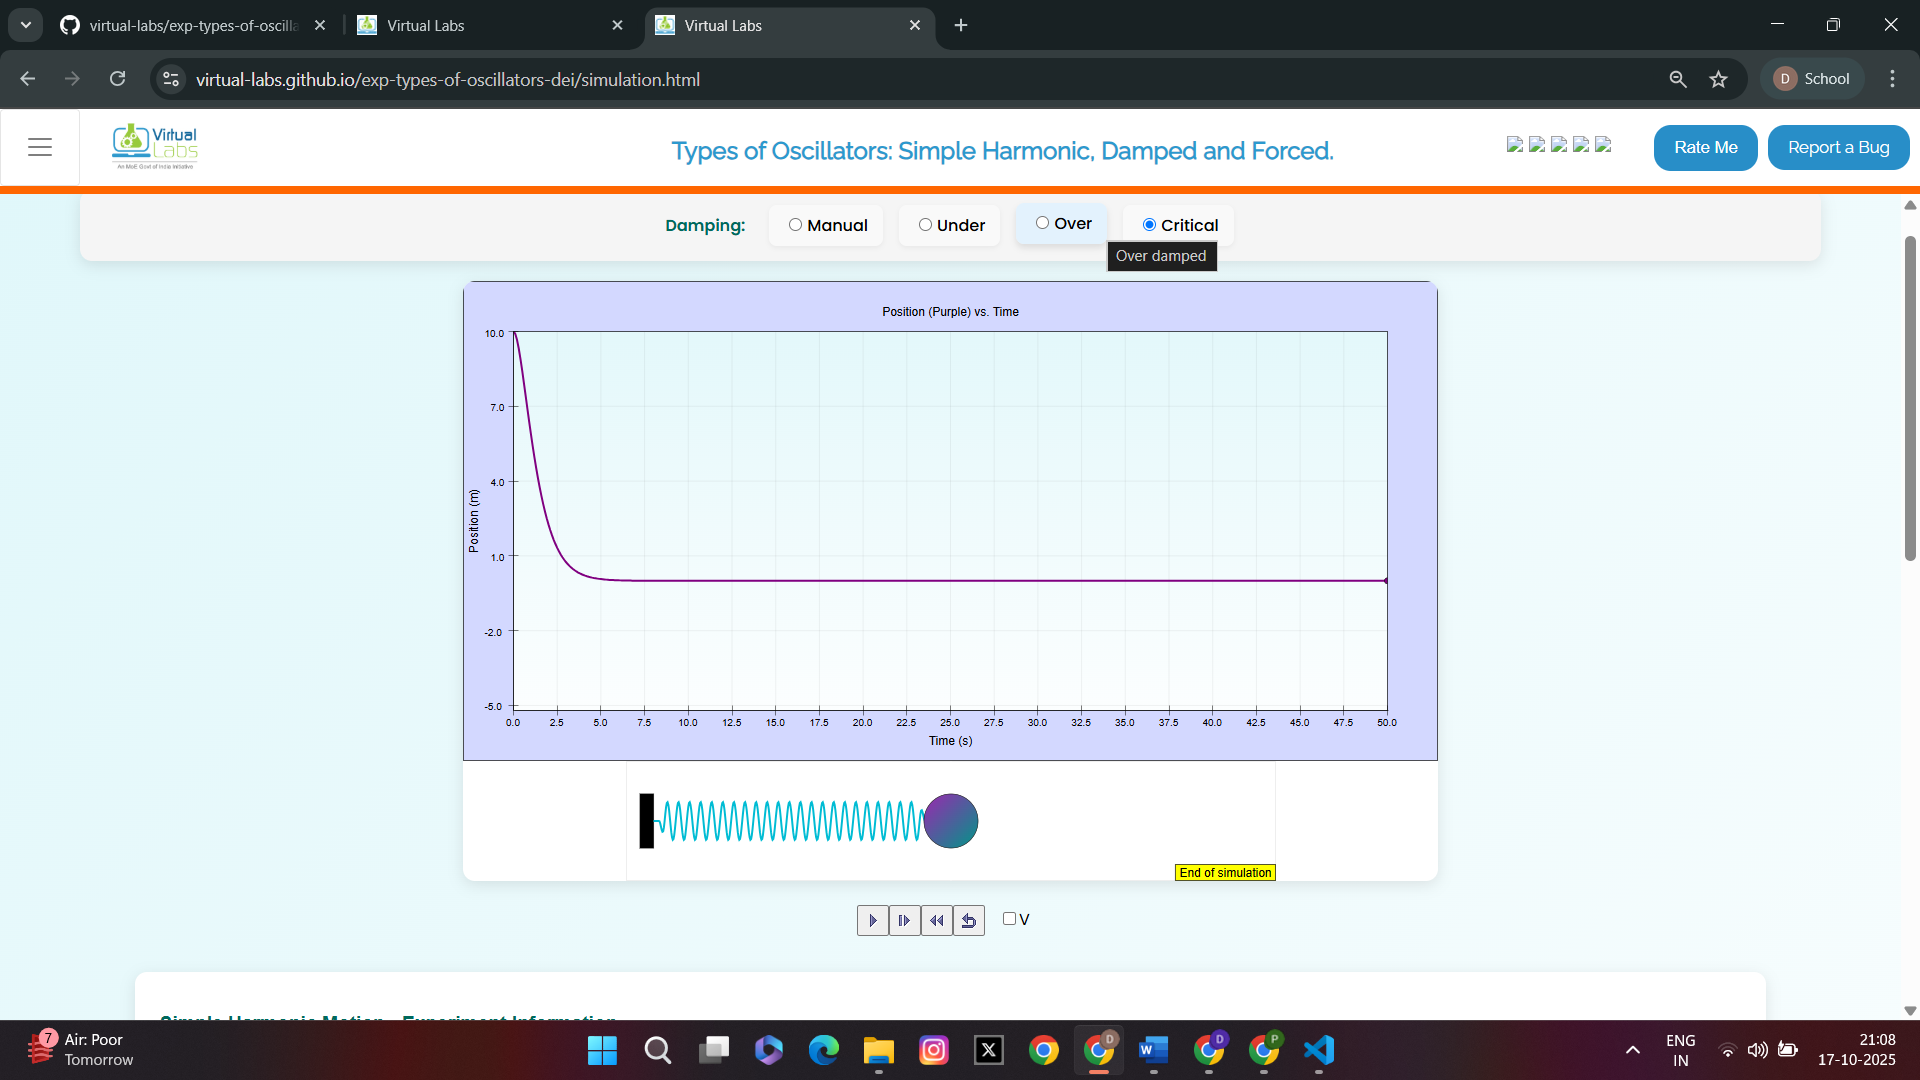 virtual-labs/exp-types-of-oscilla
Virtual Labs
Virtual Labs
virtual-labs.github.io/exp-types-of-oscillators-dei/simulation.html
D School
Virtual Labs
An MoE Govt of India Initiative
Types of Oscillators: Simple Harmonic, Damped and Forced.
Rate Me
Report a Bug
Damping: Manual Under Over Critical
Over damped
Position (Purple) vs. Time
10.0
7.0
4.0
1.0
-2.0
-5.0
Position (m)
0.0 2.5 5.0 7.5 10.0 12.5 15.0 17.5 20.0 22.5 25.0 27.5 30.0 32.5 35.0 37.5 40.0 42.5 45.0 47.5 50.0
Time (s)
End of simulation
V
Simple Harmonic Motion - Experiment Information
7
Air: Poor
Tomorrow
D
W
D
P
ENG
IN
21:08
17-10-2025